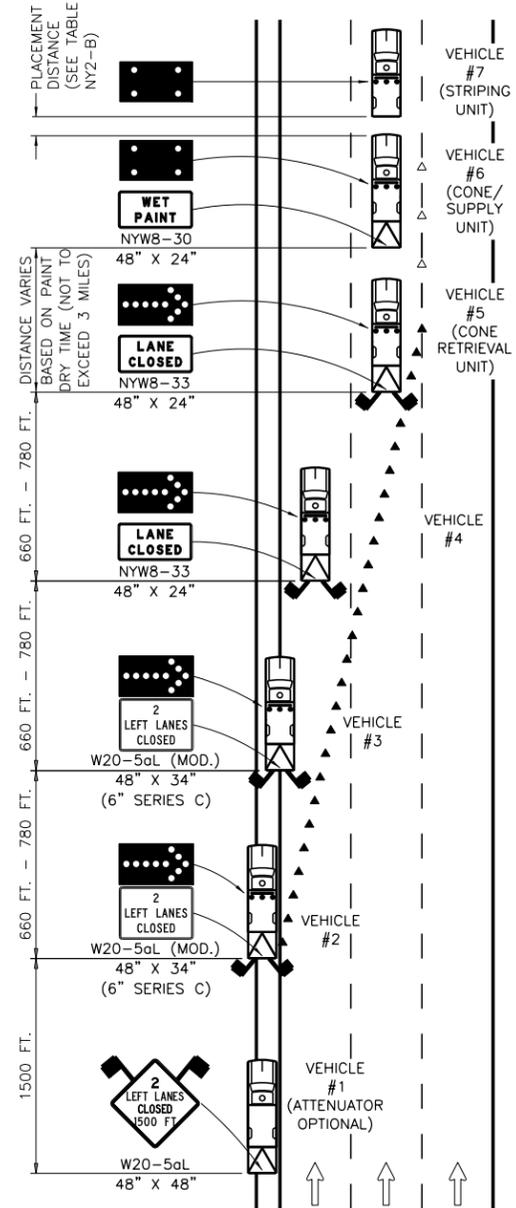 PLACEMENT
DISTANCE
(SEE TABLE
NY2-B)
VEHICLE
#7
(STRIPING
UNIT)
WET
PAINT
NYW8-30
48" X 24"
VEHICLE
#6
(CONE/
SUPPLY
UNIT)
DISTANCE VARIES
BASED ON PAINT
DRY TIME (NOT TO
EXCEED 3 MILES)
LANE
CLOSED
NYW8-33
48" X 24"
VEHICLE
#5
(CONE
RETRIEVAL
UNIT)
660 FT. - 780 FT.
LANE
CLOSED
NYW8-33
48" X 24"
VEHICLE
#4
660 FT. - 780 FT.
2
LEFT LANES
CLOSED
W20-5aL (MOD.)
48" X 34"
(6" SERIES C)
VEHICLE
#3
660 FT. - 780 FT.
2
LEFT LANES
CLOSED
W20-5aL (MOD.)
48" X 34"
(6" SERIES C)
VEHICLE
#2
1500 FT.
2
LEFT LANES
CLOSED
1500 FT
W20-5aL
48" X 48"
VEHICLE
#1
(ATTENUATOR
OPTIONAL)